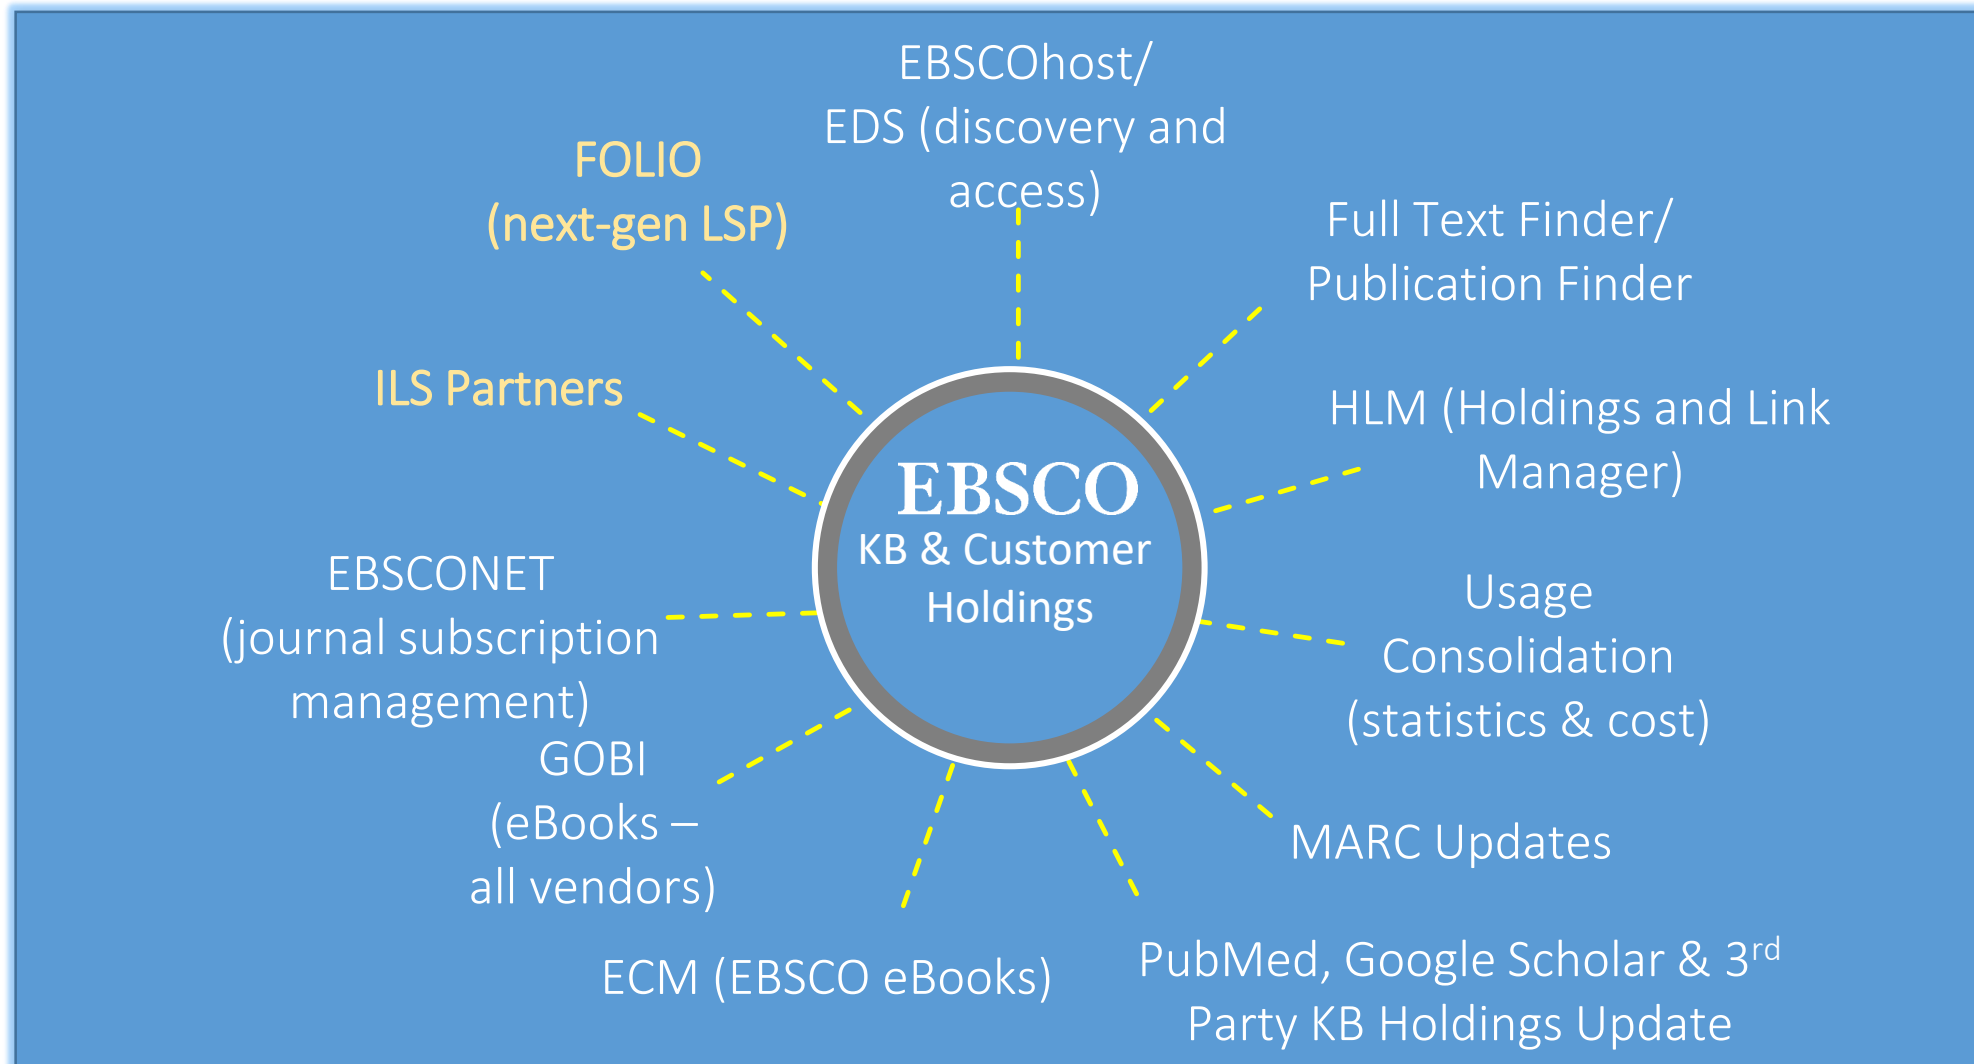 EBSCOhost/
EDS (discovery and
access)
FOLIO
(next-gen LSP)
Full Text Finder/
Publication Finder
ILS Partners
HLM (Holdings and Link
Manager)
EBSCO
KB & Customer
Holdings
EBSCONET
(journal subscription
management)
Usage
Consolidation
(statistics & cost)
GOBI
(eBooks –
all vendors)
MARC Updates
ECM (EBSCO eBooks)
PubMed, Google Scholar & 3rd
Party KB Holdings Update